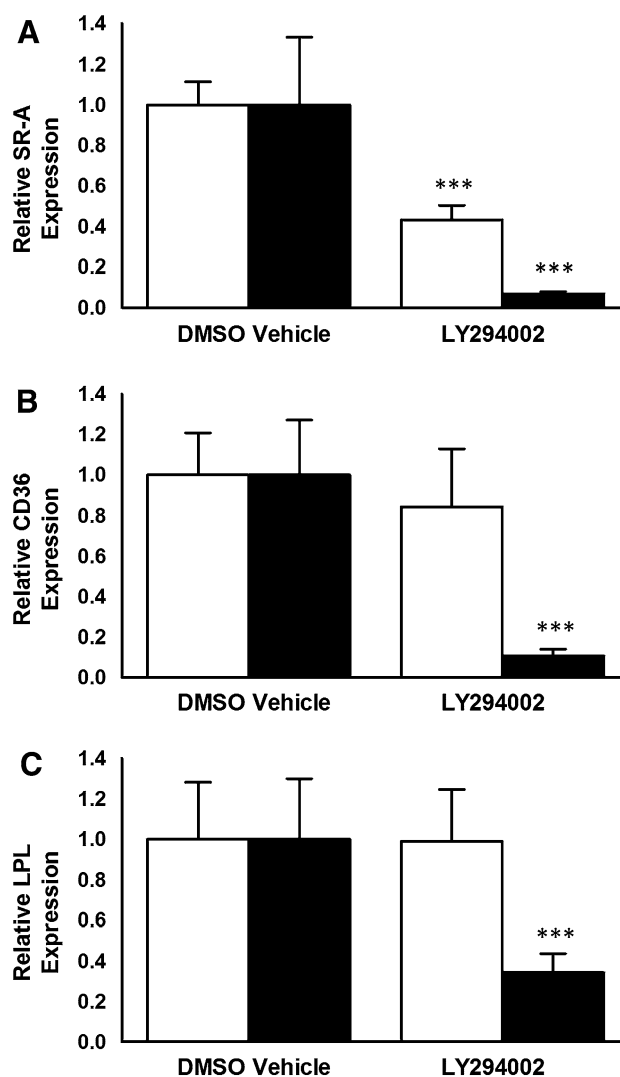 A
Relative SR-A
Expression
1.4
1.2
1.0
0.8
0.6
0.4
0.2
0.0
***
***
DMSO Vehicle
LY294002
B
Relative CD36
Expression
1.4
1.2
1.0
0.8
0.6
0.4
0.2
0.0
***
DMSO Vehicle
LY294002
C
Relative LPL
Expression
1.4
1.2
1.0
0.8
0.6
0.4
0.2
0.0
***
DMSO Vehicle
LY294002